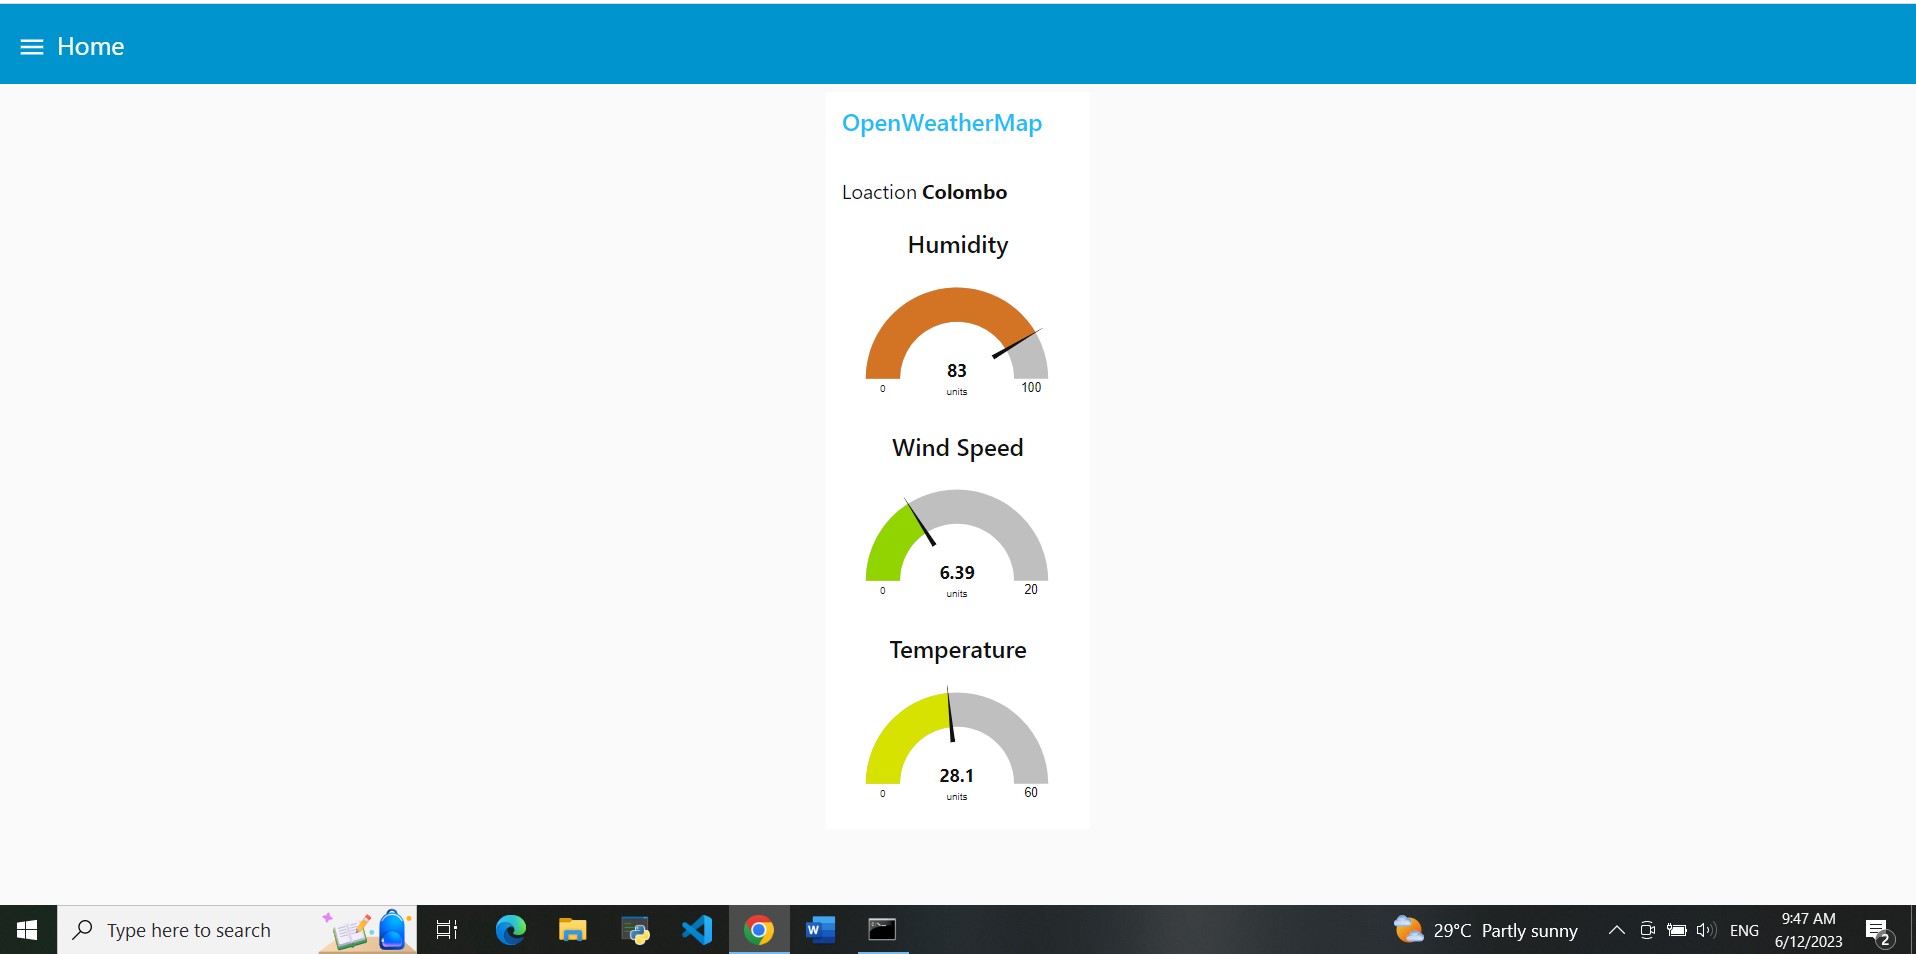 Home
OpenWeatherMap
Loaction Colombo
Humidity
83
units
0
100
Wind Speed
6.39
units
0
20
Temperature
28.1
units
0
60
Type here to search
W
29°C Partly sunny
ENG
9:47 AM
6/12/2023
2